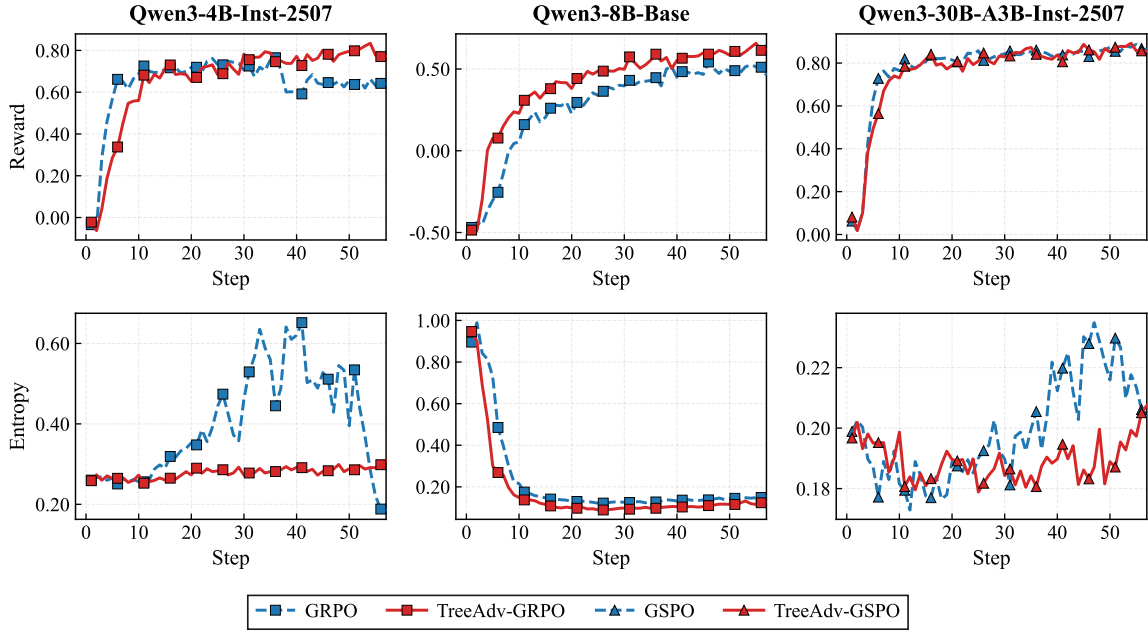 Qwen3-4B-Inst-2507 Qwen3-8B-Base Qwen3-30B-A3B-Inst-2507
Reward
0.80
0.60
0.40
0.20
0.00
0 10 20 30 40 50
Step
0.50
0.00
-0.50
0 10 20 30 40 50
Step
0.80
0.60
0.40
0.20
0.00
0 10 20 30 40 50
Step
Entropy
0.60
0.40
0.20
0 10 20 30 40 50
Step
1.00
0.80
0.60
0.40
0.20
0 10 20 30 40 50
Step
0.22
0.20
0.18
0 10 20 30 40 50
Step
GRPO TreeAdv-GRPO GSPO TreeAdv-GSPO